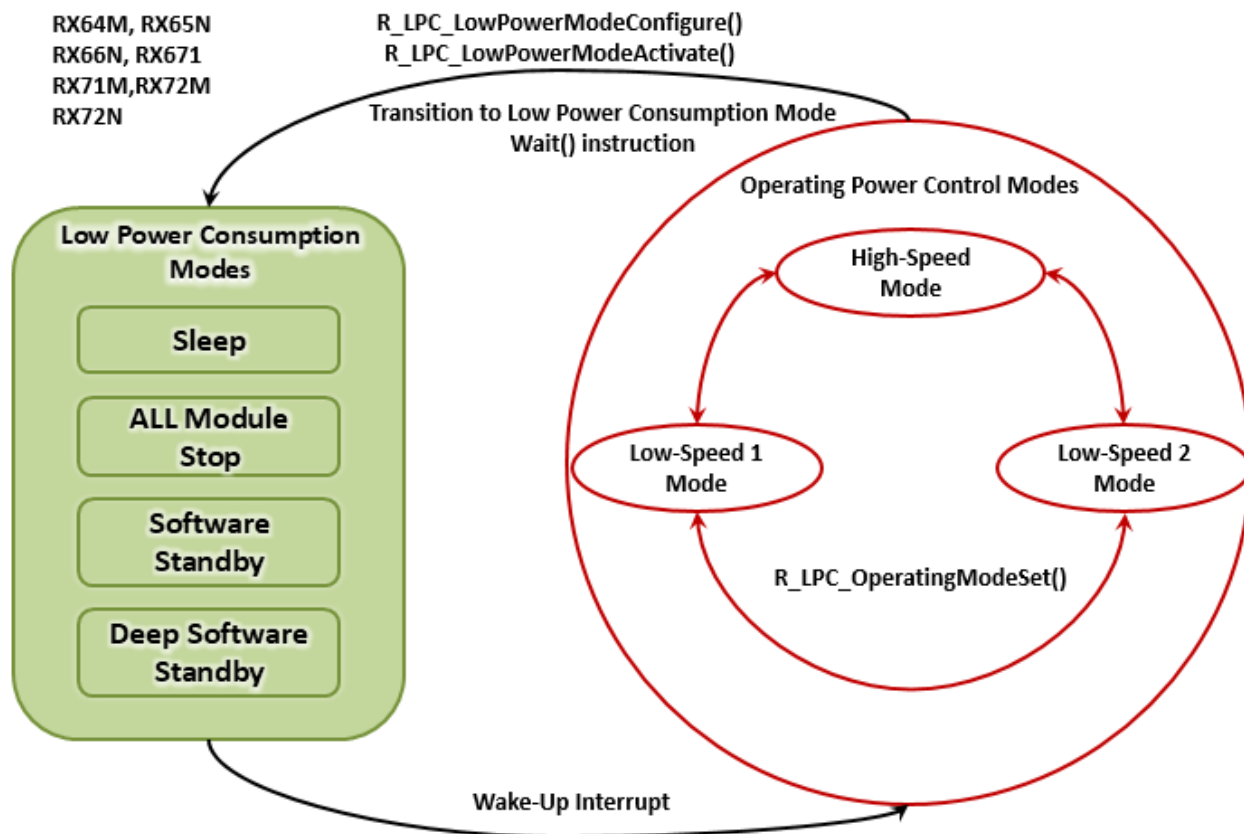 RX64M, RX65N
RX66N, RX671
RX71M,RX72M
RX72N
R_LPC_LowPowerModeConfigure()
R_LPC_LowPowerModeActivate()
Transition to Low Power Consumption Mode
Wait() instruction
Low Power Consumption
Modes
Sleep
ALL Module
Stop
Software
Standby
Deep Software
Standby
Operating Power Control Modes
High-Speed
Mode
Low-Speed 1
Mode
Low-Speed 2
Mode
R_LPC_OperatingModeSet()
Wake-Up Interrupt